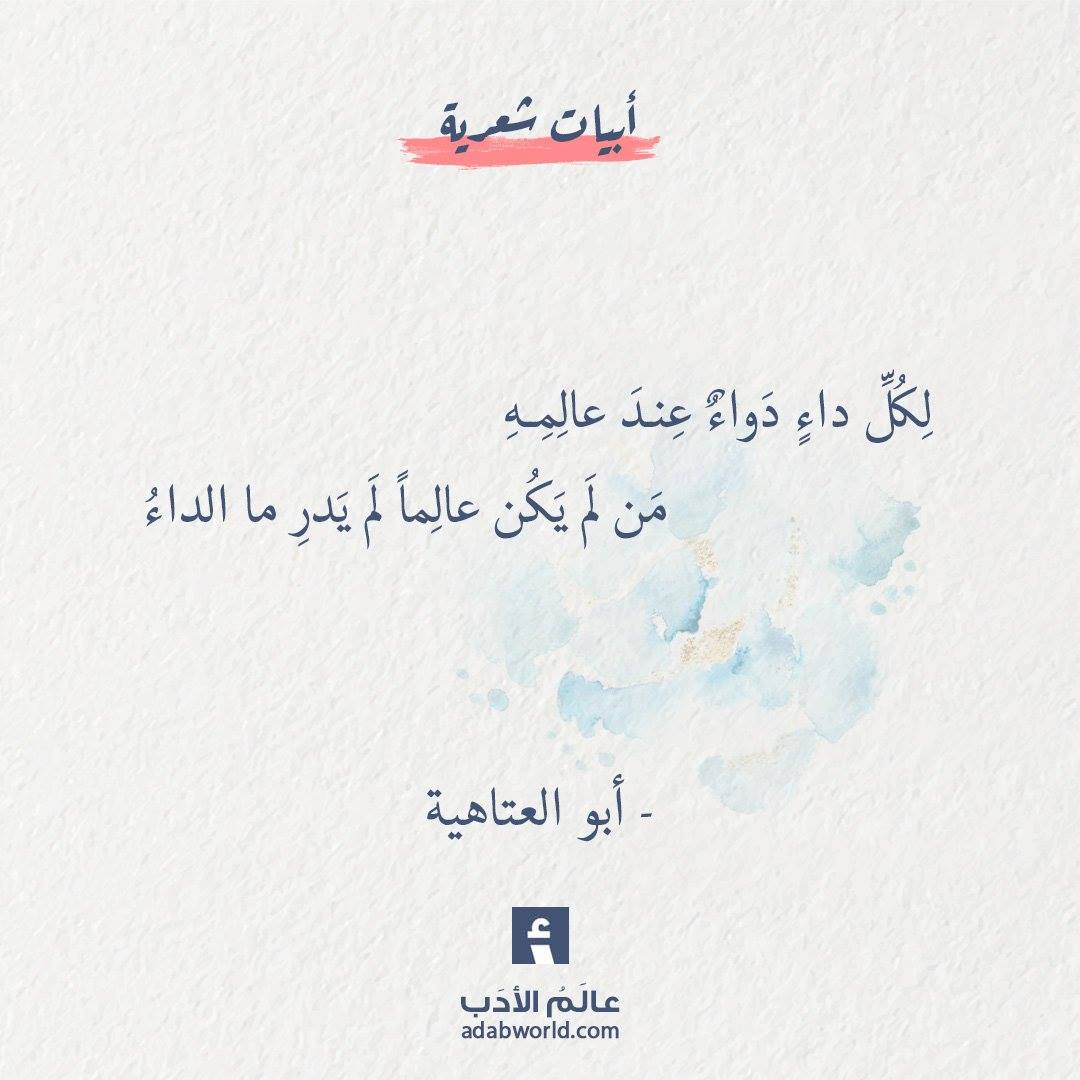 أبيات شعرية
لِكُلِّ داءٍ دَواءٌ عِندَ عالِمِهِ
مَن لَم يَكُن عالِماً لَم يَدرِ ما الداءُ
- أبو العتاهية
أ
عالَمُ الأدَب
adabworld.com